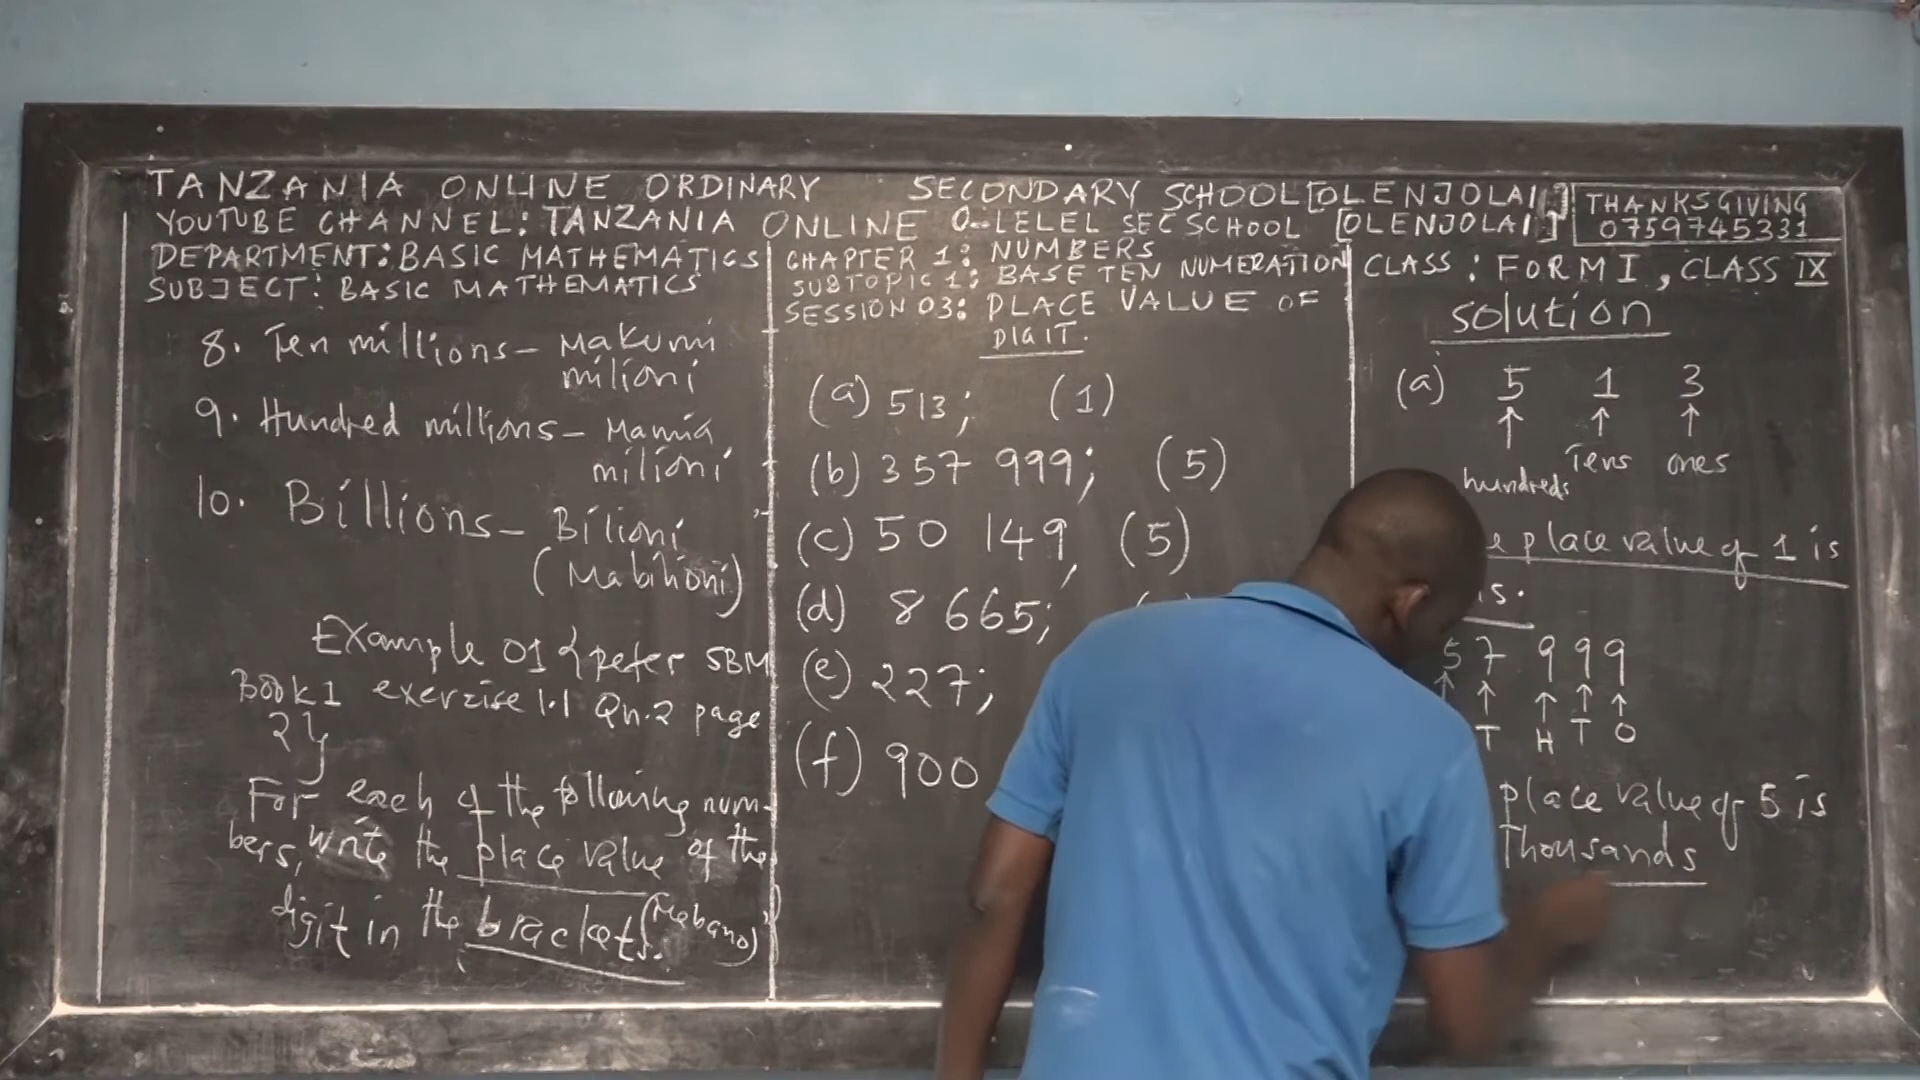 TANZANIA ONLINE ORDINARY SECONDARY SCHOOL [OLENJOLAI]
YOUTUBE CHANNEL: TANZANIA ONLINE O-LELEL SEC SCHOOL [OLENJOLAI]
THANKS GIVING
0759745331
DEPARTMENT: BASIC MATHEMATICS
SUBJECT: BASIC MATHEMATICS
8. Ten millions - Makumi
milioni
9. Hundred millions - Mamia
milioni
10. Billions - Bilioni
(Mabilioni)
Example 01 { refer SBM
Book 1 exercise 1.1 Qn.2 page
2}
For each of the following num-
bers, write the place value of the
digit in the brackets. (Mabano)
CHAPTER 1: NUMBERS
SUBTOPIC 1: BASE TEN NUMERATION
SESSION 03: PLACE VALUE OF
DIGIT.
(a) 513; (1)
(b) 357 999; (5)
(c) 50 149, (5)
(d) 8 665;
(e) 227;
(f) 900
CLASS: FORM I, CLASS IX
solution
(a) 5 1 3
hundreds Tens ones
place value of 1 is
57 999
T H T O
place value of 5 is
Thousands